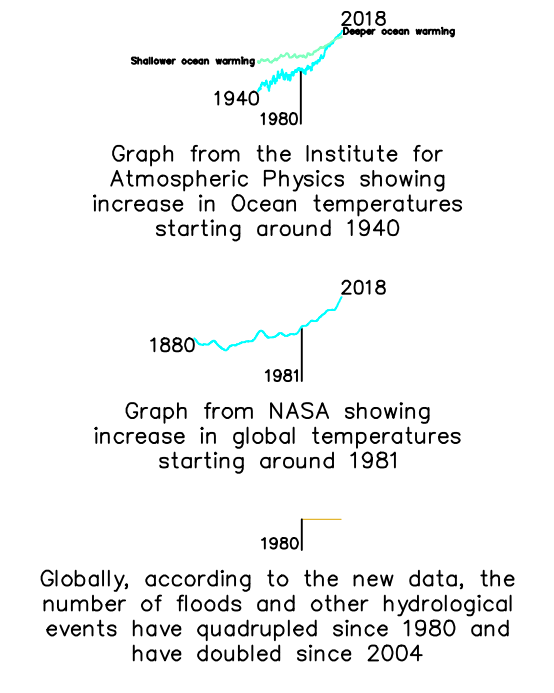 2018
Deeper ocean warming
Shallower ocean warming
1940
1980
Graph from the Institute for
Atmospheric Physics showing
increase in Ocean temperatures
starting around 1940
2018
1880
1981
Graph from NASA showing
increase in global temperatures
starting around 1981
1980
Globally, according to the new data, the
number of floods and other hydrological
events have quadrupled since 1980 and
have doubled since 2004